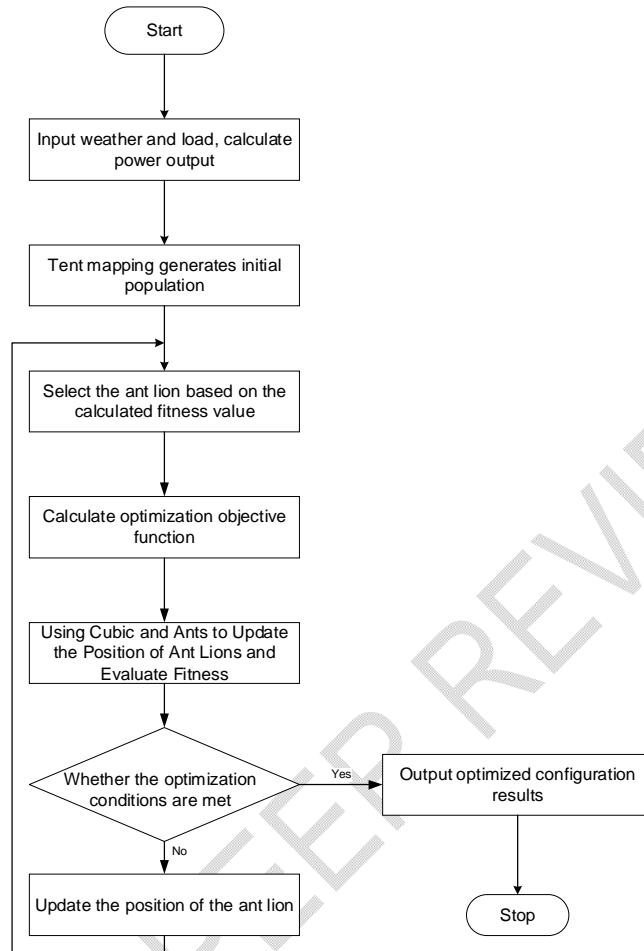 Start
Input weather and load, calculate
power output
Tent mapping generates initial
population
Select the ant lion based on the
calculated fitness value
Calculate optimization objective
function
Using Cubic and Ants to Update
the Position of Ant Lions and
Evaluate Fitness
Whether the optimization
conditions are met
Yes
Output optimized configuration
results
No
Update the position of the ant lion
Stop
PEER REVIE